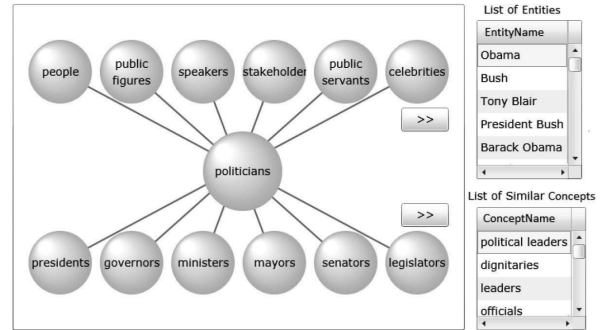 people
public
figures
speakers
stakeholder
public
servants
celebrities
>>
politicians
>>
presidents
governors
ministers
mayors
senators
legislators
List of Entities
EntityName
Obama
Bush
Tony Blair
President Bush
Barack Obama
List of Similar Concepts
ConceptName
political leaders
dignitaries
leaders
officials